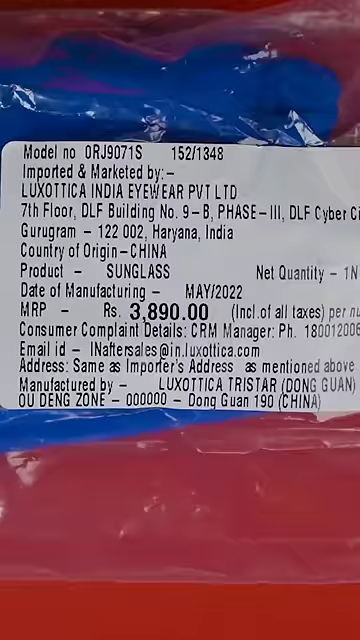 Model no 0RJ9071S 152/1348
Imported & Marketed by:-
LUXOTTICA INDIA EYEWEAR PVT LTD
7th Floor, DLF Building No. 9-B, PHASE-III, DLF Cyber Ci
Gurugram - 122 002, Haryana, India
Country of Origin-CHINA
Product - SUNGLASS Net Quantity - 1N
Date of Manufacturing - MAY/2022
MRP - Rs. 3,890.00 (Incl.of all taxes) per nu
Consumer Complaint Details: CRM Manager: Ph. 180012006
Email id - INaftersales@in.luxottica.com
Address: Same as Importer's Address as mentioned above
Manufactured by - LUXOTTICA TRISTAR (DONG GUAN)
OU DENG ZONE - 000000 - Dong Guan 190 (CHINA)